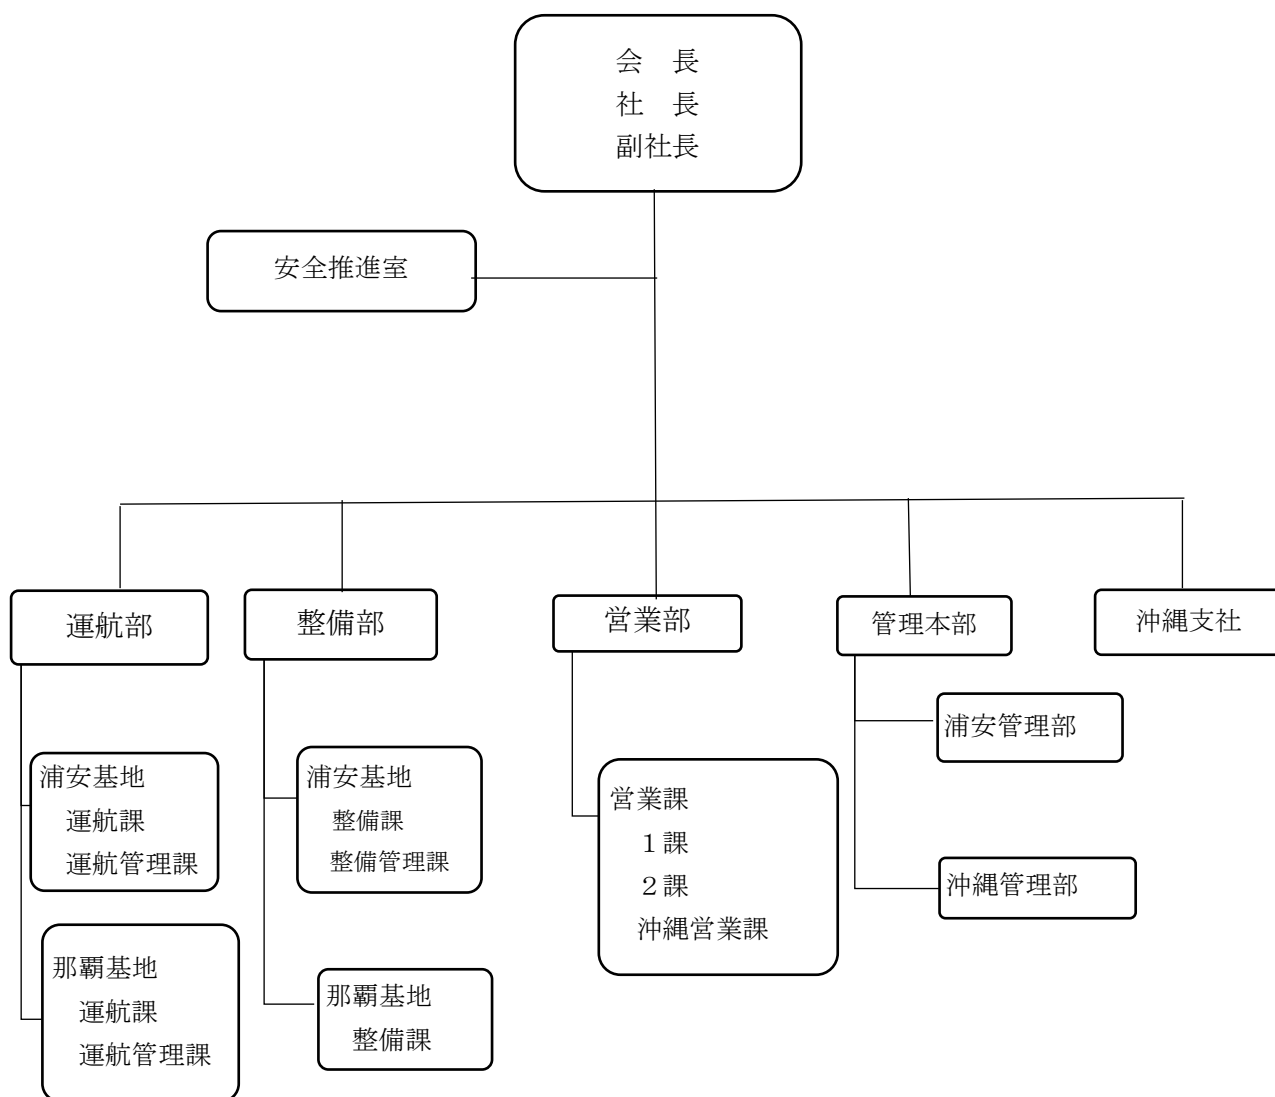 会　長
社　長
副社長
安全推進室
運航部
整備部
営業部
管理本部
沖縄支社
浦安基地
運航課
運航管理課
那覇基地
運航課
運航管理課
浦安基地
整備課
整備管理課
那覇基地
整備課
営業課
１課
２課
沖縄営業課
浦安管理部
沖縄管理部